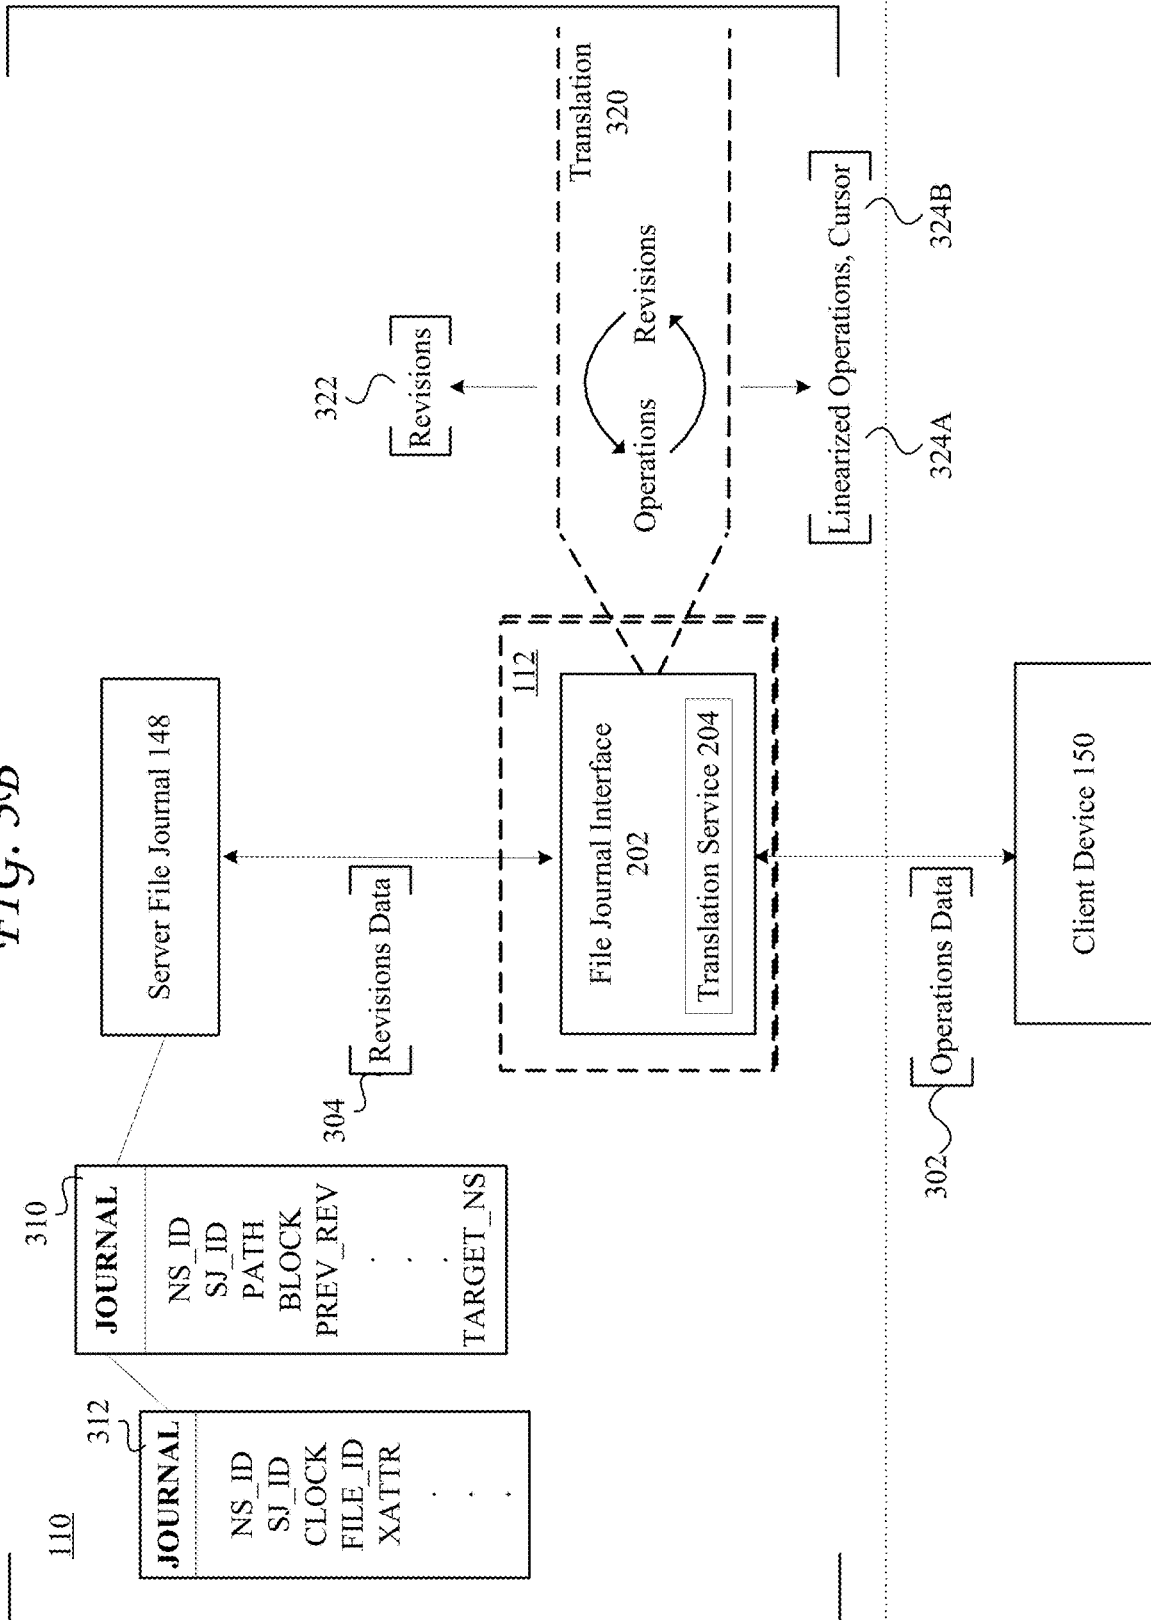 FIG. 3B
110
312
JOURNAL
NS_ID
SJ_ID
CLOCK
FILE_ID
XATTR
.
.
.
310
JOURNAL
NS_ID
SJ_ID
PATH
BLOCK
PREV_REV
.
.
.
TARGET_NS
Server File Journal 148
304
Revisions Data
112
File Journal Interface
202
Translation Service 204
302
Operations Data
Client Device 150
322
Revisions
Translation
320
Operations
Revisions
Linearized Operations, Cursor
324A
324B